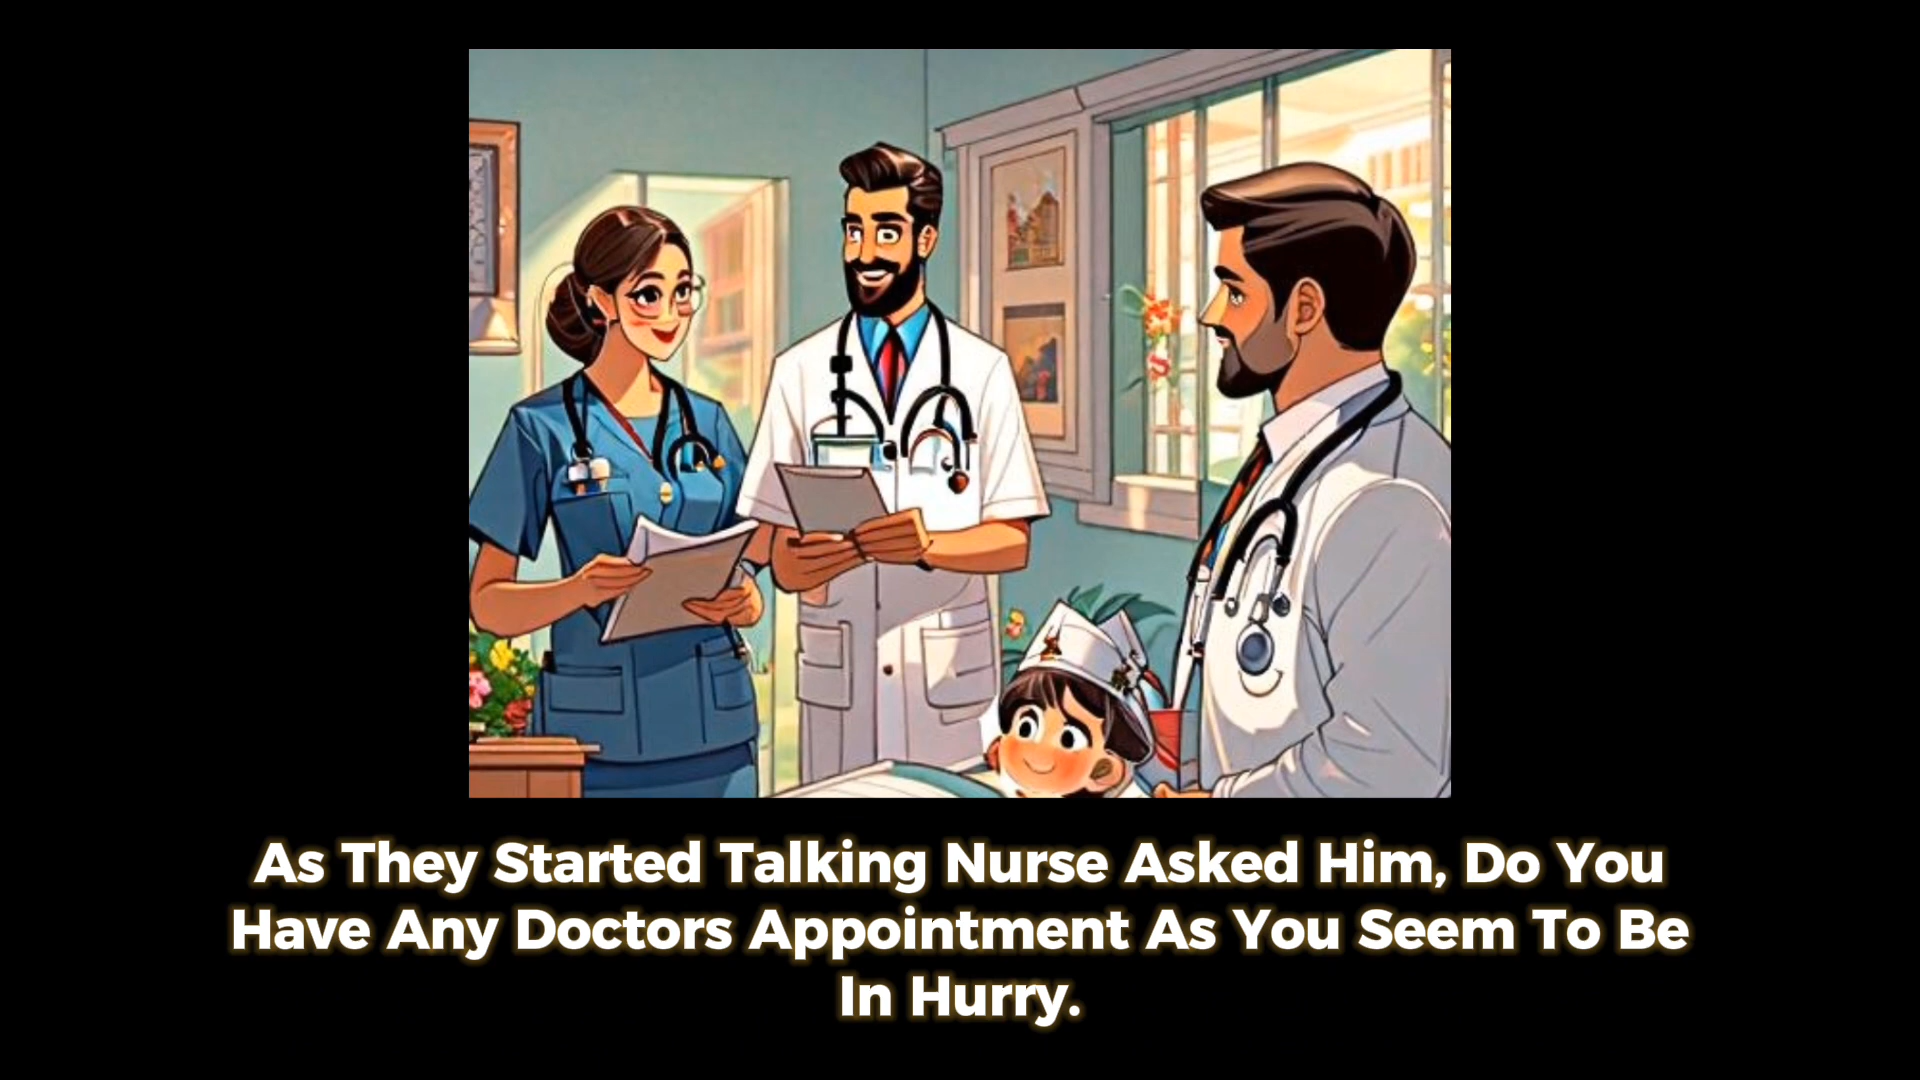 As They Started Talking Nurse Asked Him, Do You
Have Any Doctors Appointment As You Seem To Be
In Hurry.